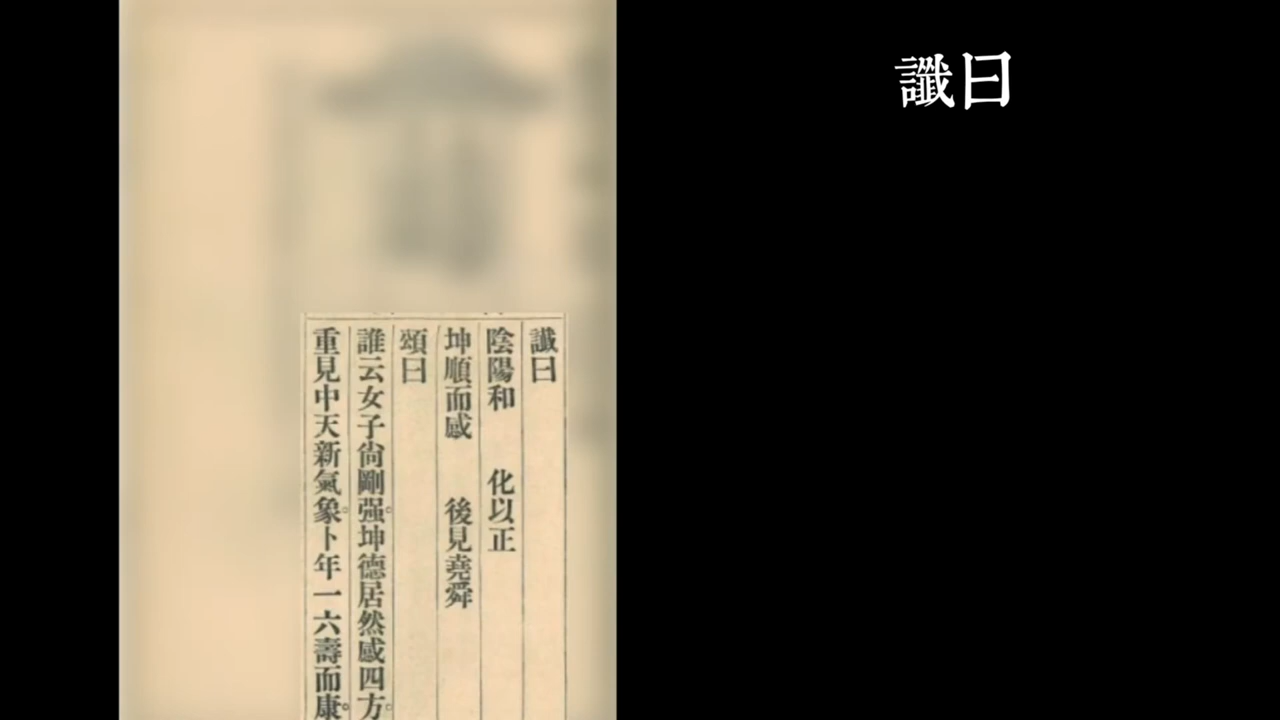 讖曰
陰陽和　化以正
坤順而感　後見堯舜
頌曰
誰云女子尙剛强。坤德居然感四方。
重見中天新氣象。卜年一六壽而康。
讖曰